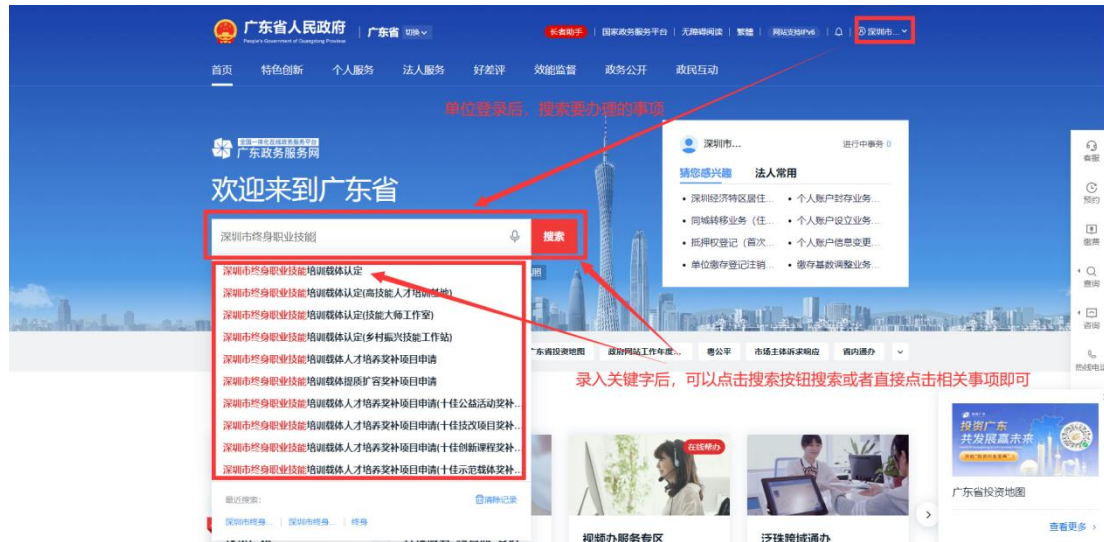 广东省人民政府
People's Government of Guangdong Province
广东省 切换
长者助手 | 国家政务服务平台 | 无障碍阅读 | 繁體 | 网站支持IPv6 | 深圳市...
首页 特色创新 个人服务 法人服务 好差评 效能监督 政务公开 政民互动
单位登录后，搜索要办理的事项
全国一体化在线政务服务平台
广东政务服务网
欢迎来到广东省
深圳市终身职业技能 搜索
深圳市... 进行中事务 0
猜您感兴趣 法人常用
• 深圳经济特区居住... • 个人账户封存业务...
• 同城转移业务（住... • 个人账户设立业务...
• 抵押权登记（首次... • 个人账户信息变更...
• 单位缴存登记注销... • 缴存基数调整业务...
客服
预约
缴费
查询
咨询
热线电话
深圳市终身职业技能培训载体认定
深圳市终身职业技能培训载体认定(高技能人才培训基地)
深圳市终身职业技能培训载体认定(技能大师工作室)
深圳市终身职业技能培训载体认定(乡村振兴技能工作站)
深圳市终身职业技能培训载体人才培养奖补项目申请
深圳市终身职业技能培训载体提质扩容奖补项目申请
深圳市终身职业技能培训载体人才培养奖补项目申请(十佳公益活动奖补...
深圳市终身职业技能培训载体人才培养奖补项目申请(十佳技改项目奖补...
深圳市终身职业技能培训载体人才培养奖补项目申请(十佳创新课程奖补...
深圳市终身职业技能培训载体人才培养奖补项目申请(十佳示范载体奖补...
最近搜索： 清除记录
深圳市终身... | 深圳市终身... | 终身
东省投资地图 政府网站工作年度... 粤公平 市场主体诉求响应 省内通办
录入关键字后，可以点击搜索按钮搜索或者直接点击相关事项即可
在线帮办
视频办服务专区 泛珠跨域通办
投资广东
共发展赢未来
广东省投资地图
查看更多